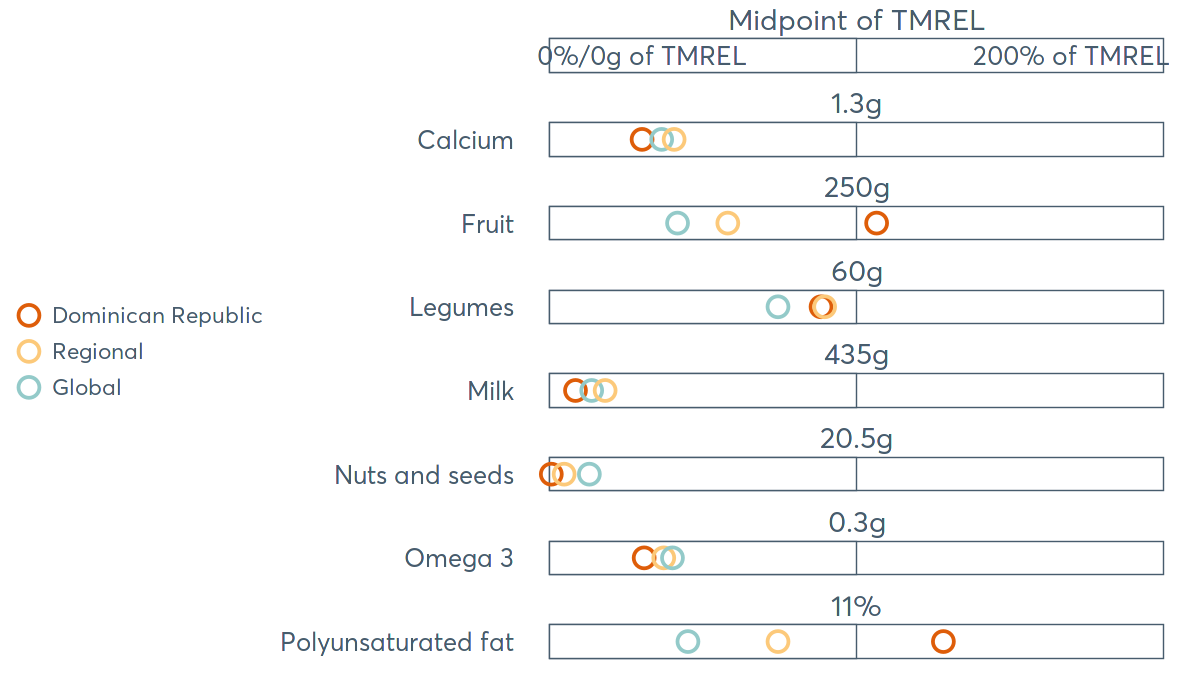 Midpoint of TMREL
0%/0g of TMREL 200% of TMREL
1.3g
Calcium
250g
Fruit
60g
Legumes
435g
Milk
20.5g
Nuts and seeds
0.3g
Omega 3
11%
Polyunsaturated fat
Dominican Republic
Regional
Global